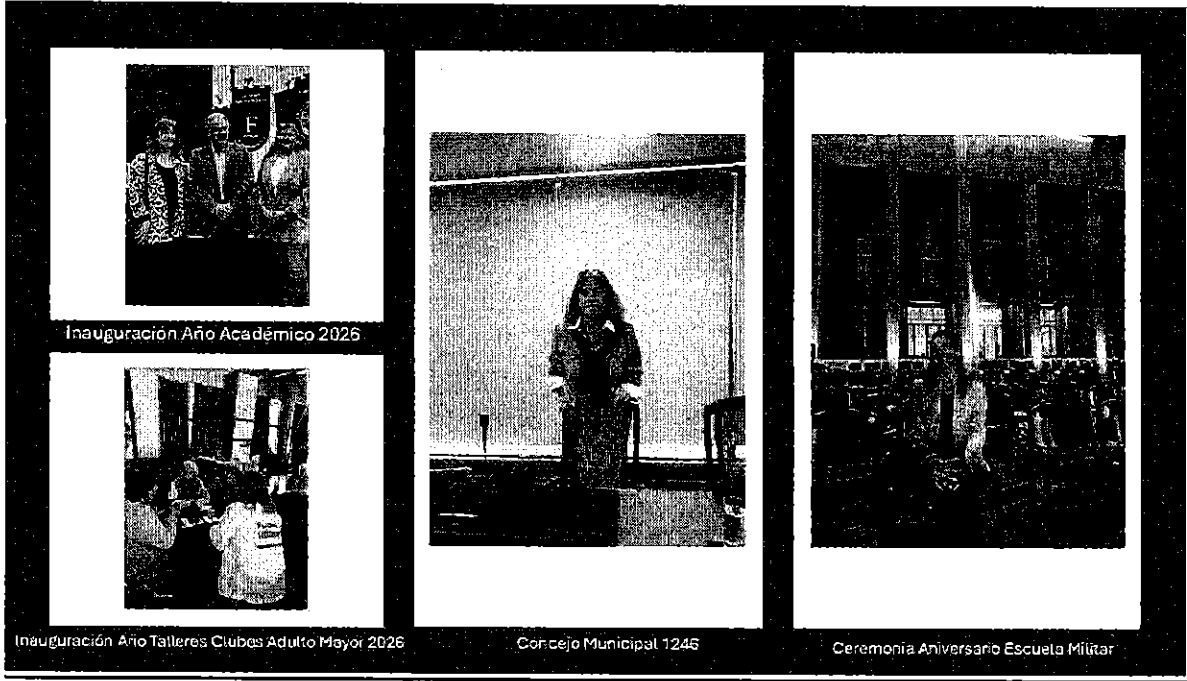 Inauguración Año Académico 2026
Inauguración Año Talleres Clubes Adulto Mayor 2026
Concejo Municipal 1246
Ceremonia Aniversario Escuela Militar